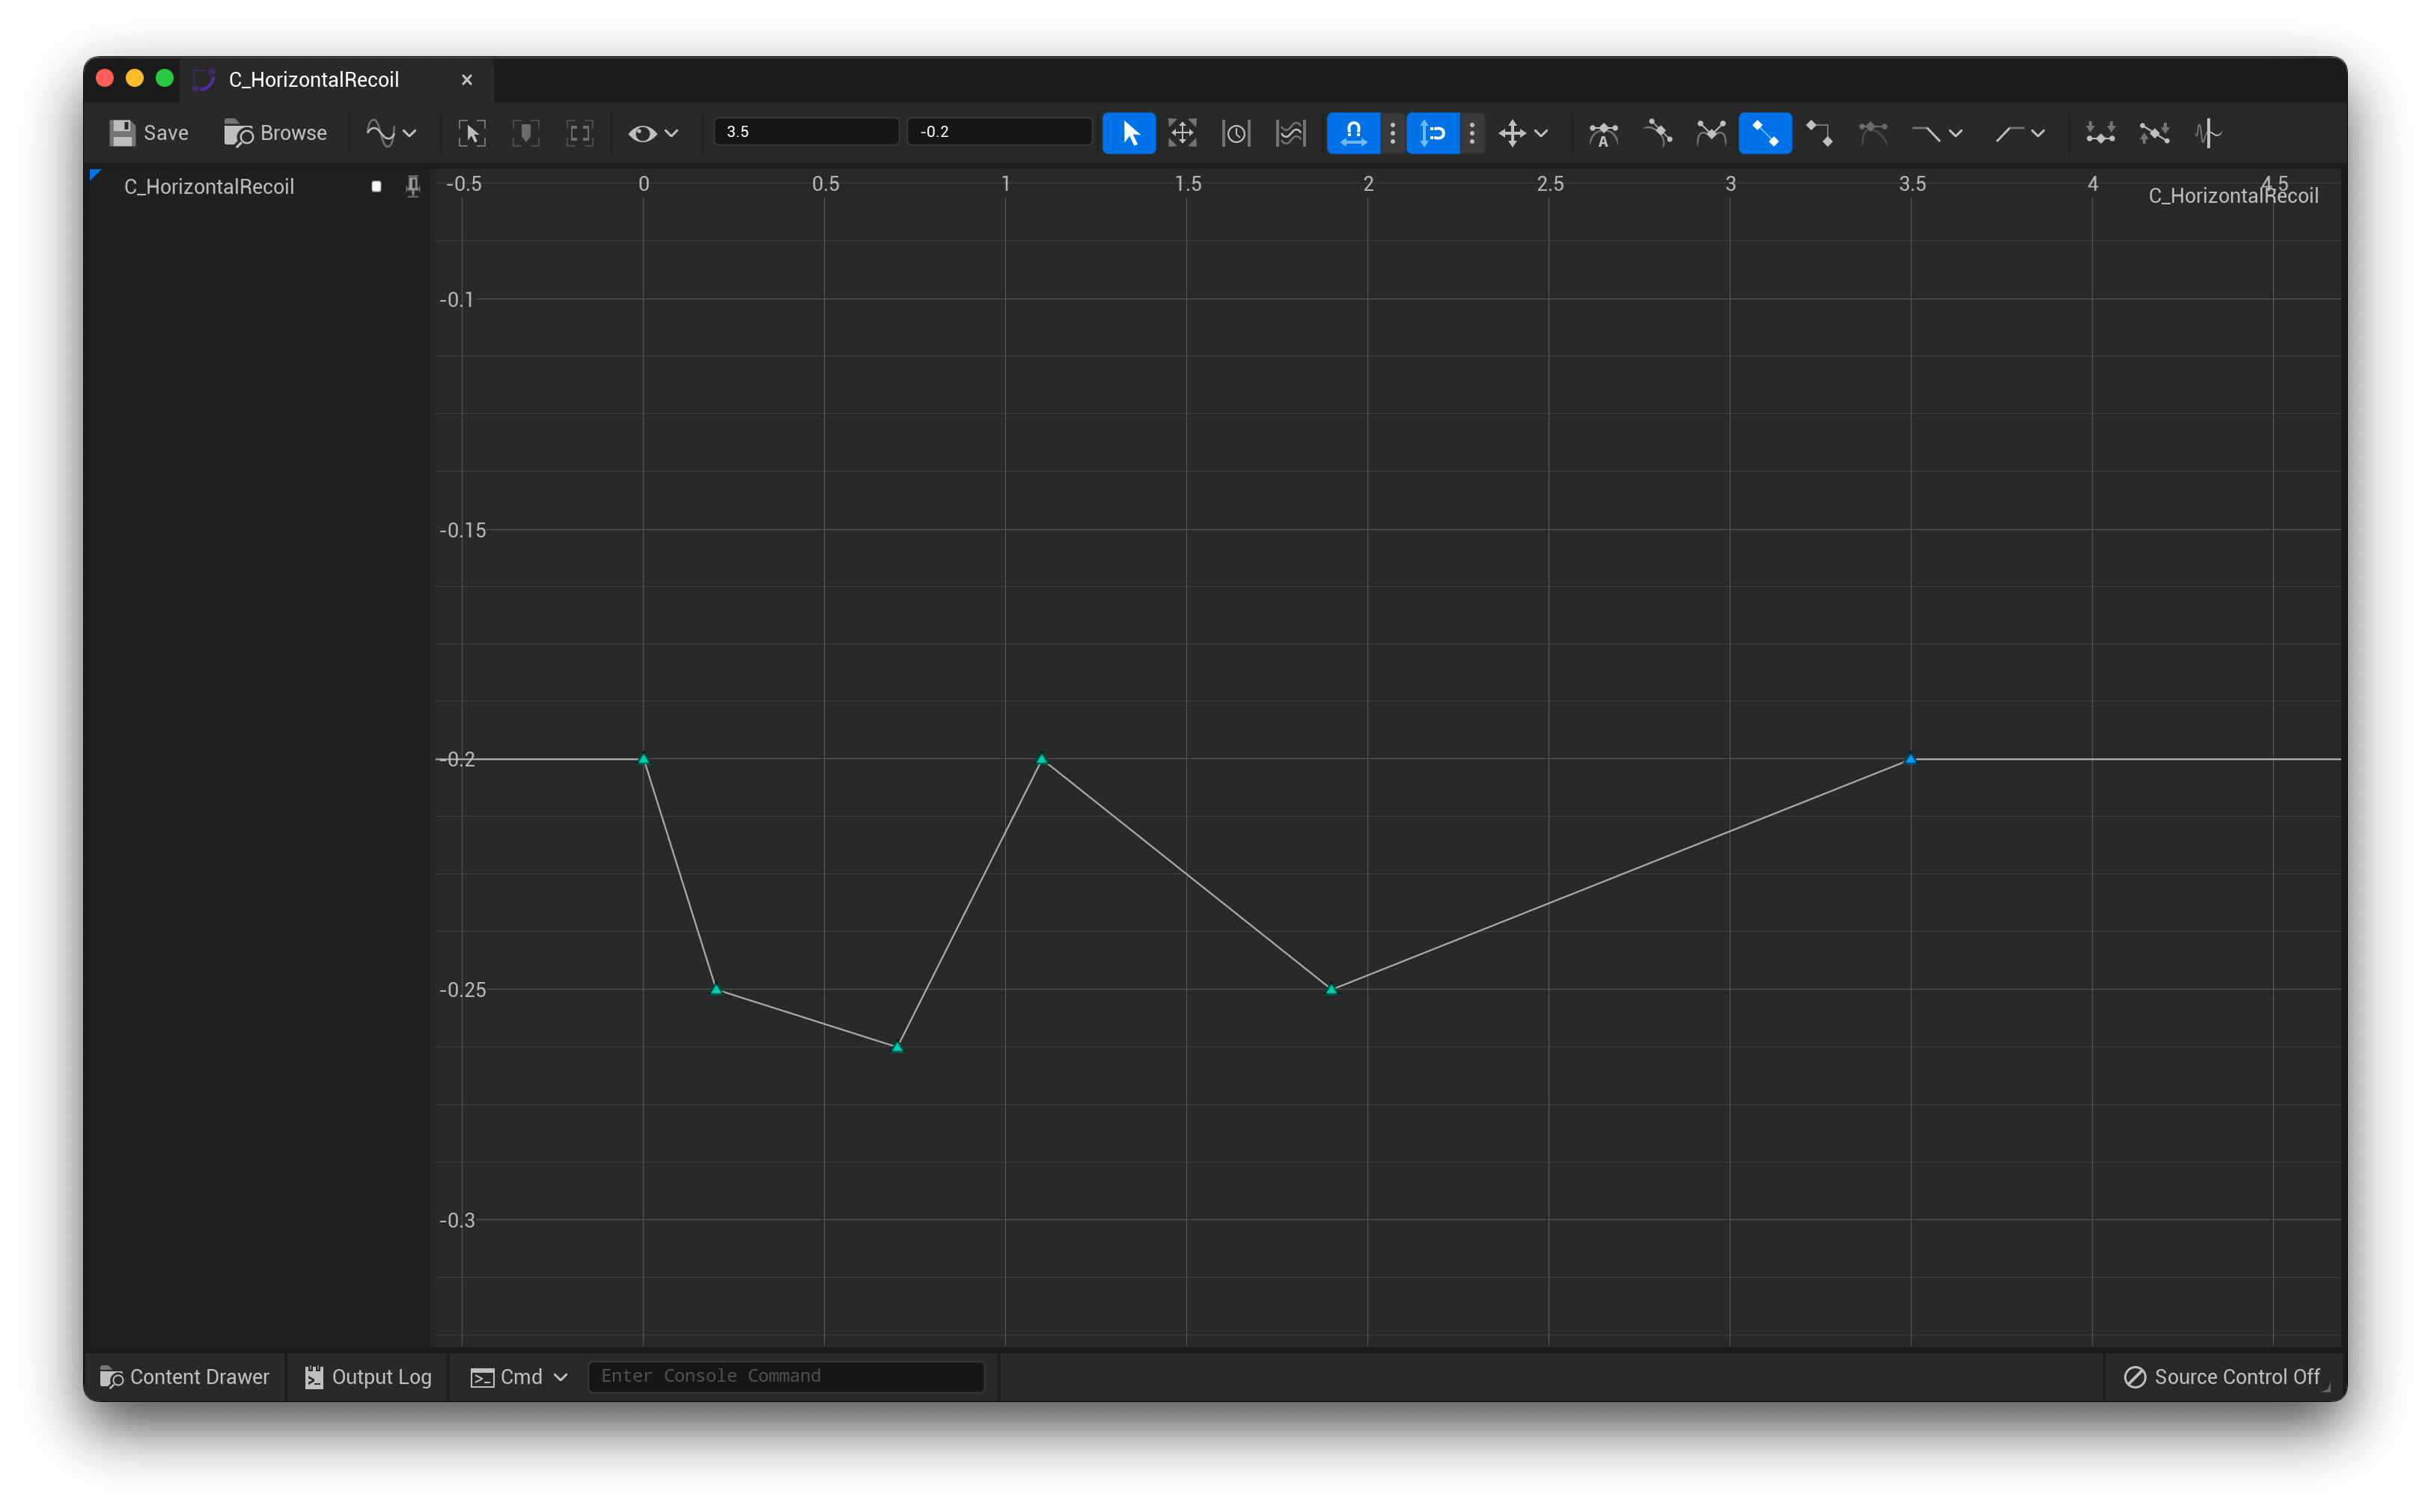 C_HorizontalRecoil
Save Browse 3.5 -0.2
C_HorizontalRecoil
-0.5 0 0.5 1 1.5 2 2.5 3 3.5 4 4.5
C_HorizontalRecoil
-0.1
-0.15
-0.2
-0.25
-0.3
Content Drawer Output Log Cmd Enter Console Command Source Control Off